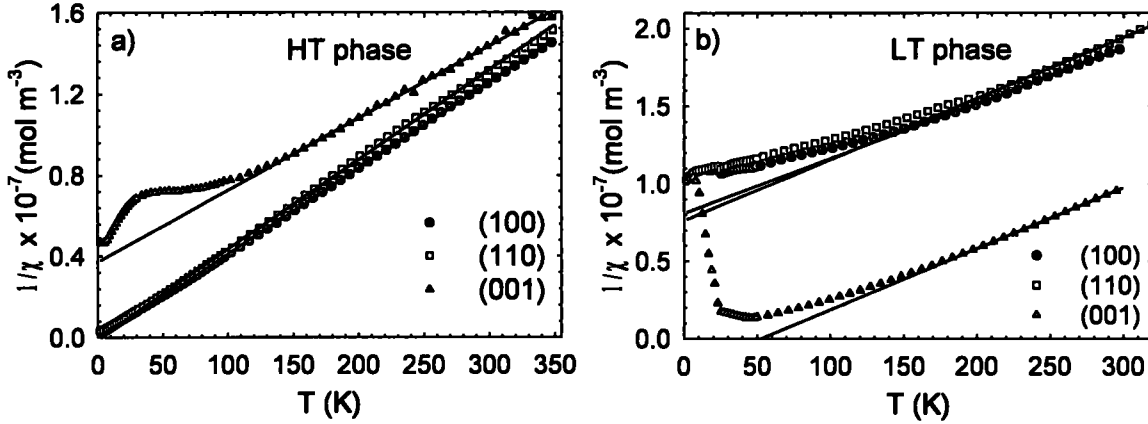 a) HT phase
1/χ x 10⁻⁷(mol m⁻³)
1.6
1.2
0.8
0.4
0.0
(100)
(110)
(001)
0 50 100 150 200 250 300 350
T (K)
b) LT phase
1/χ x 10⁻⁷(mol m⁻³)
2.0
1.5
1.0
0.5
0.0
(100)
(110)
(001)
0 50 100 150 200 250 300
T (K)